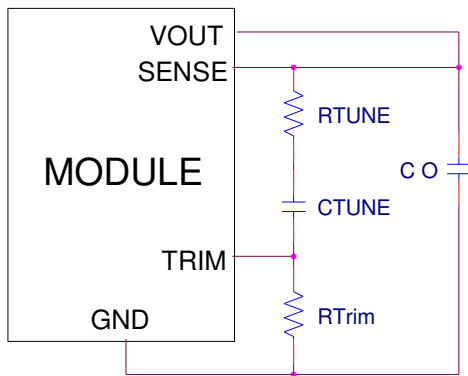 VOUT
SENSE
RTUNE
MODULE
C O
CTUNE
TRIM
GND
RTrim